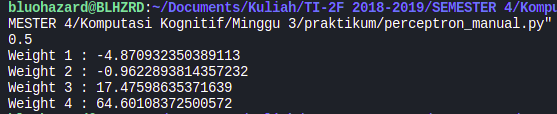 bluohazard@BLHZRD:~/Documents/Kuliah/TI-2F 2018-2019/SEMESTER 4/Kompu
MESTER 4/Komputasi Kognitif/Minggu 3/praktikum/perceptron_manual.py"
0.5
Weight 1 : -4.870932350389113
Weight 2 : -0.9622893814357232
Weight 3 : 17.47598635371639
Weight 4 : 64.60108372500572